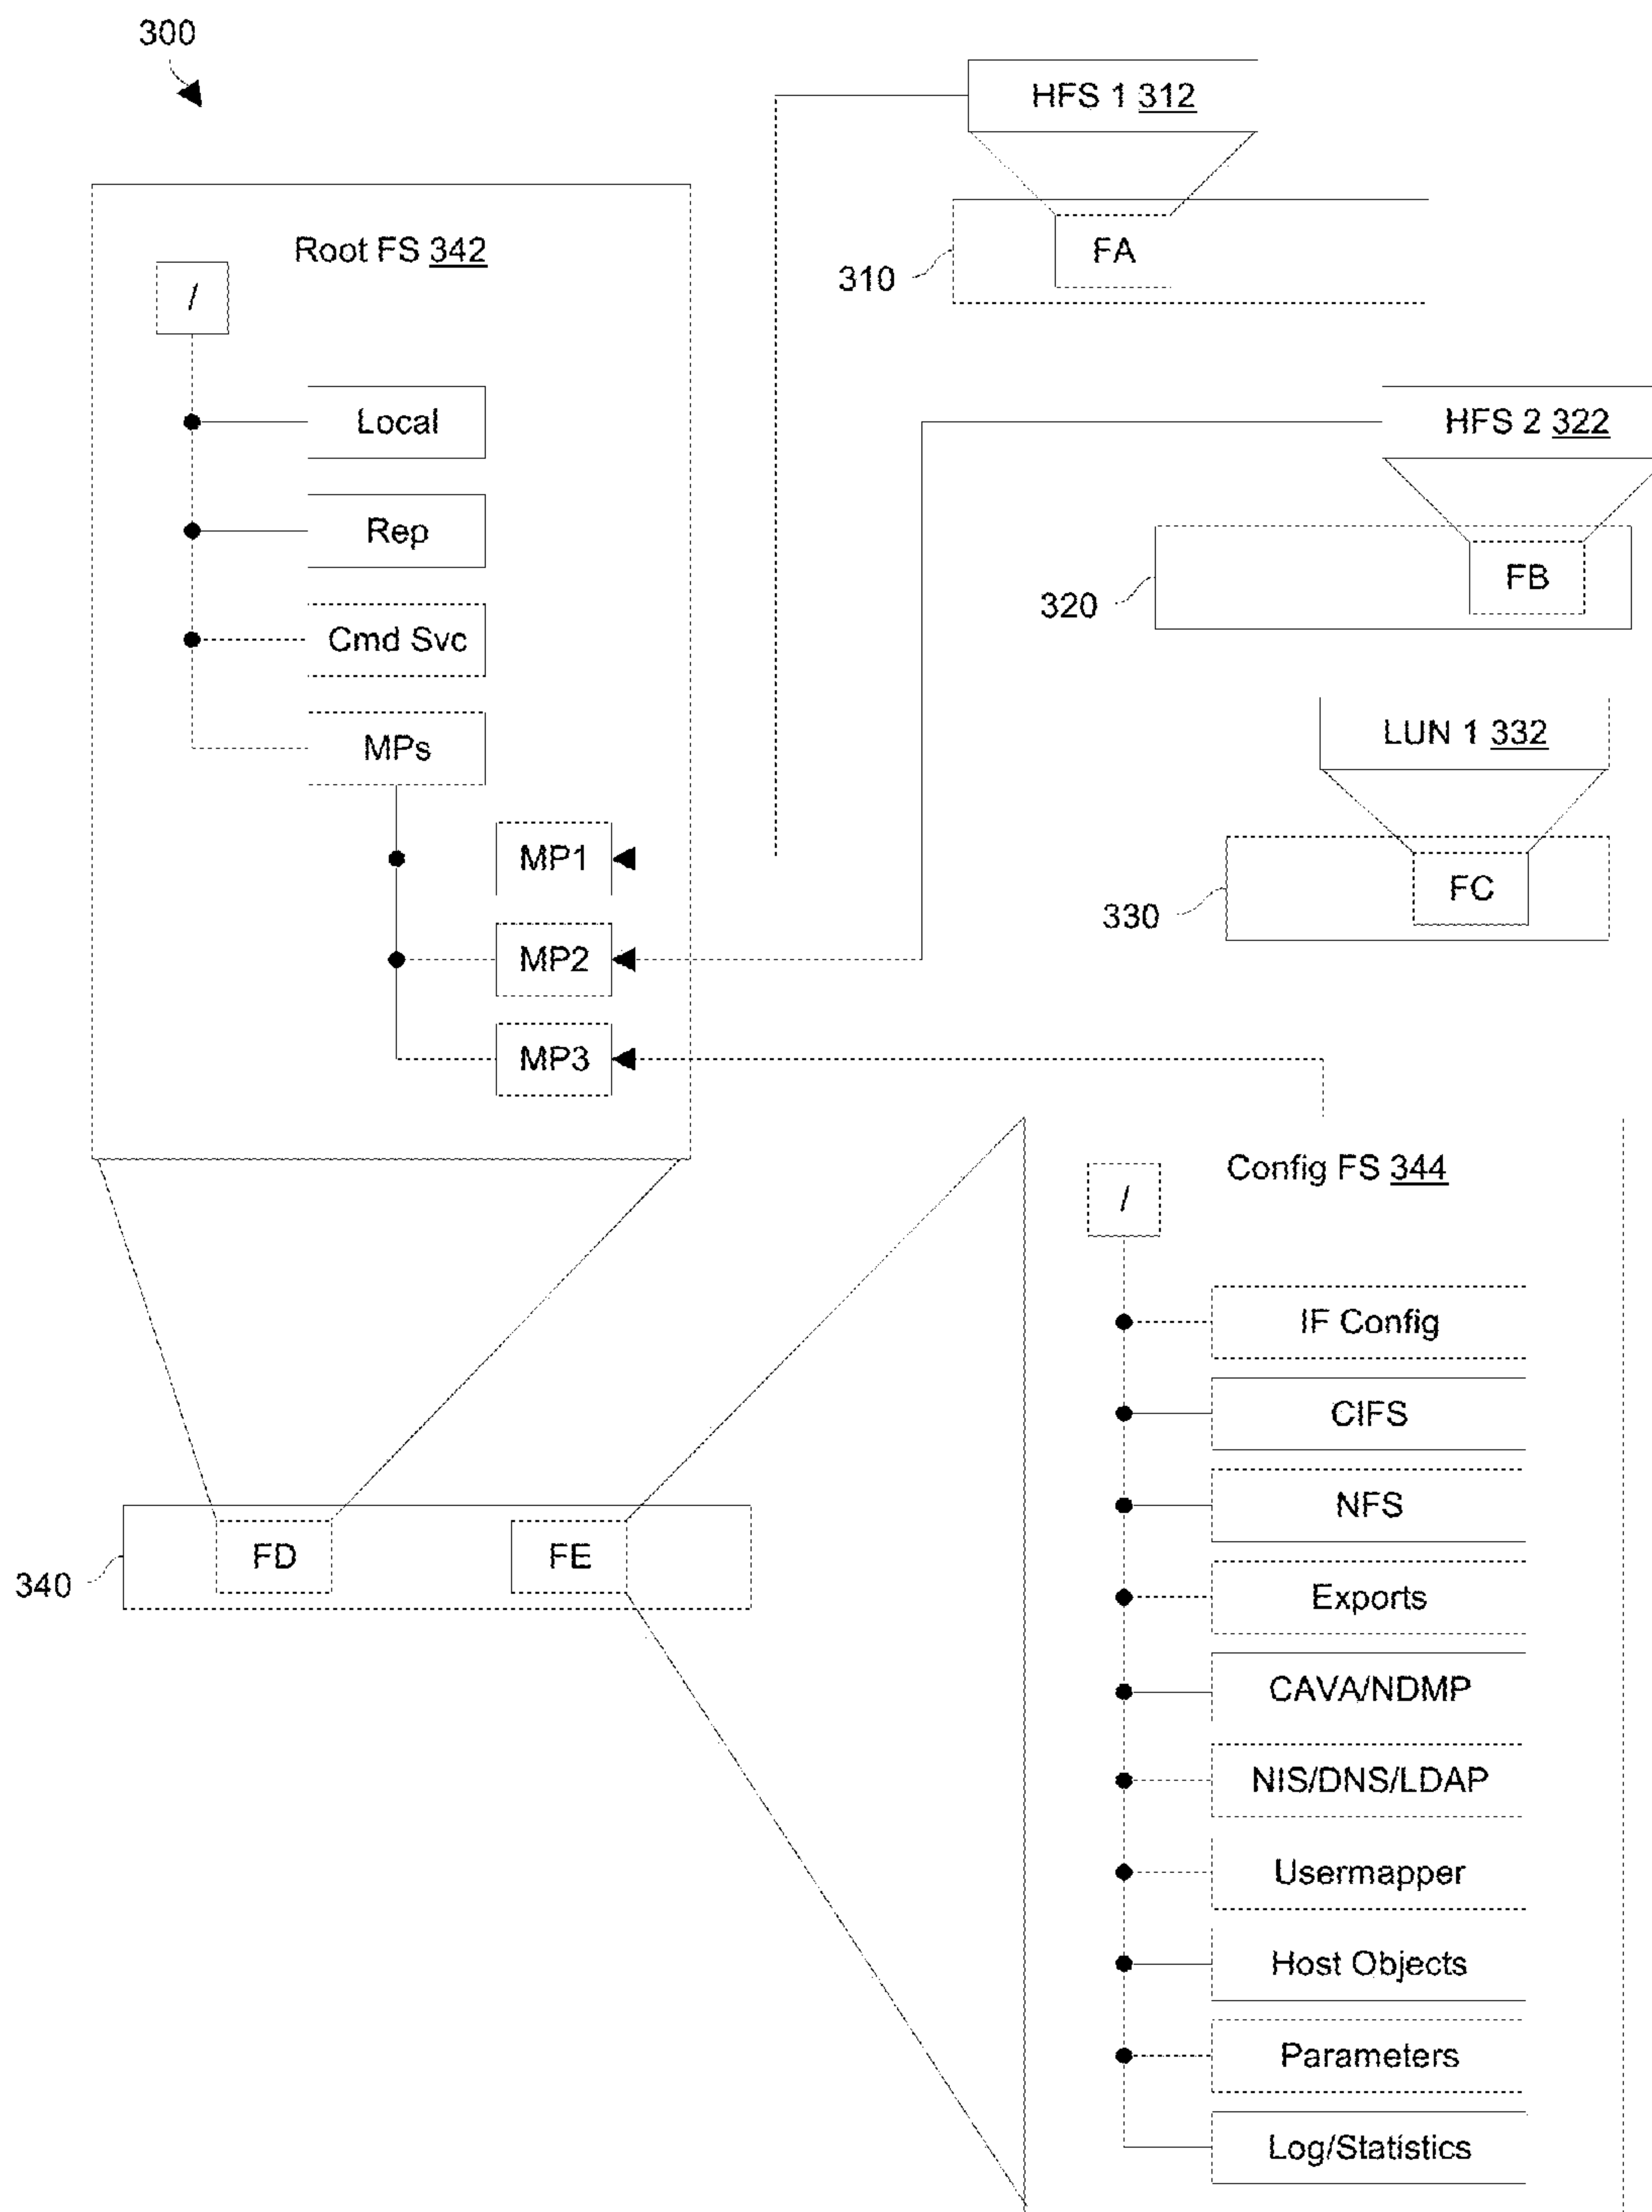 300
HFS 1 312
Root FS 342
/
FA
310
Local
HFS 2 322
Rep
FB
320
Cmd Svc
LUN 1 332
MPs
MP1
FC
330
MP2
MP3
Config FS 344
/
IF Config
CIFS
NFS
FD
FE
340
Exports
CAVA/NDMP
NIS/DNS/LDAP
Usermapper
Host Objects
Parameters
Log/Statistics